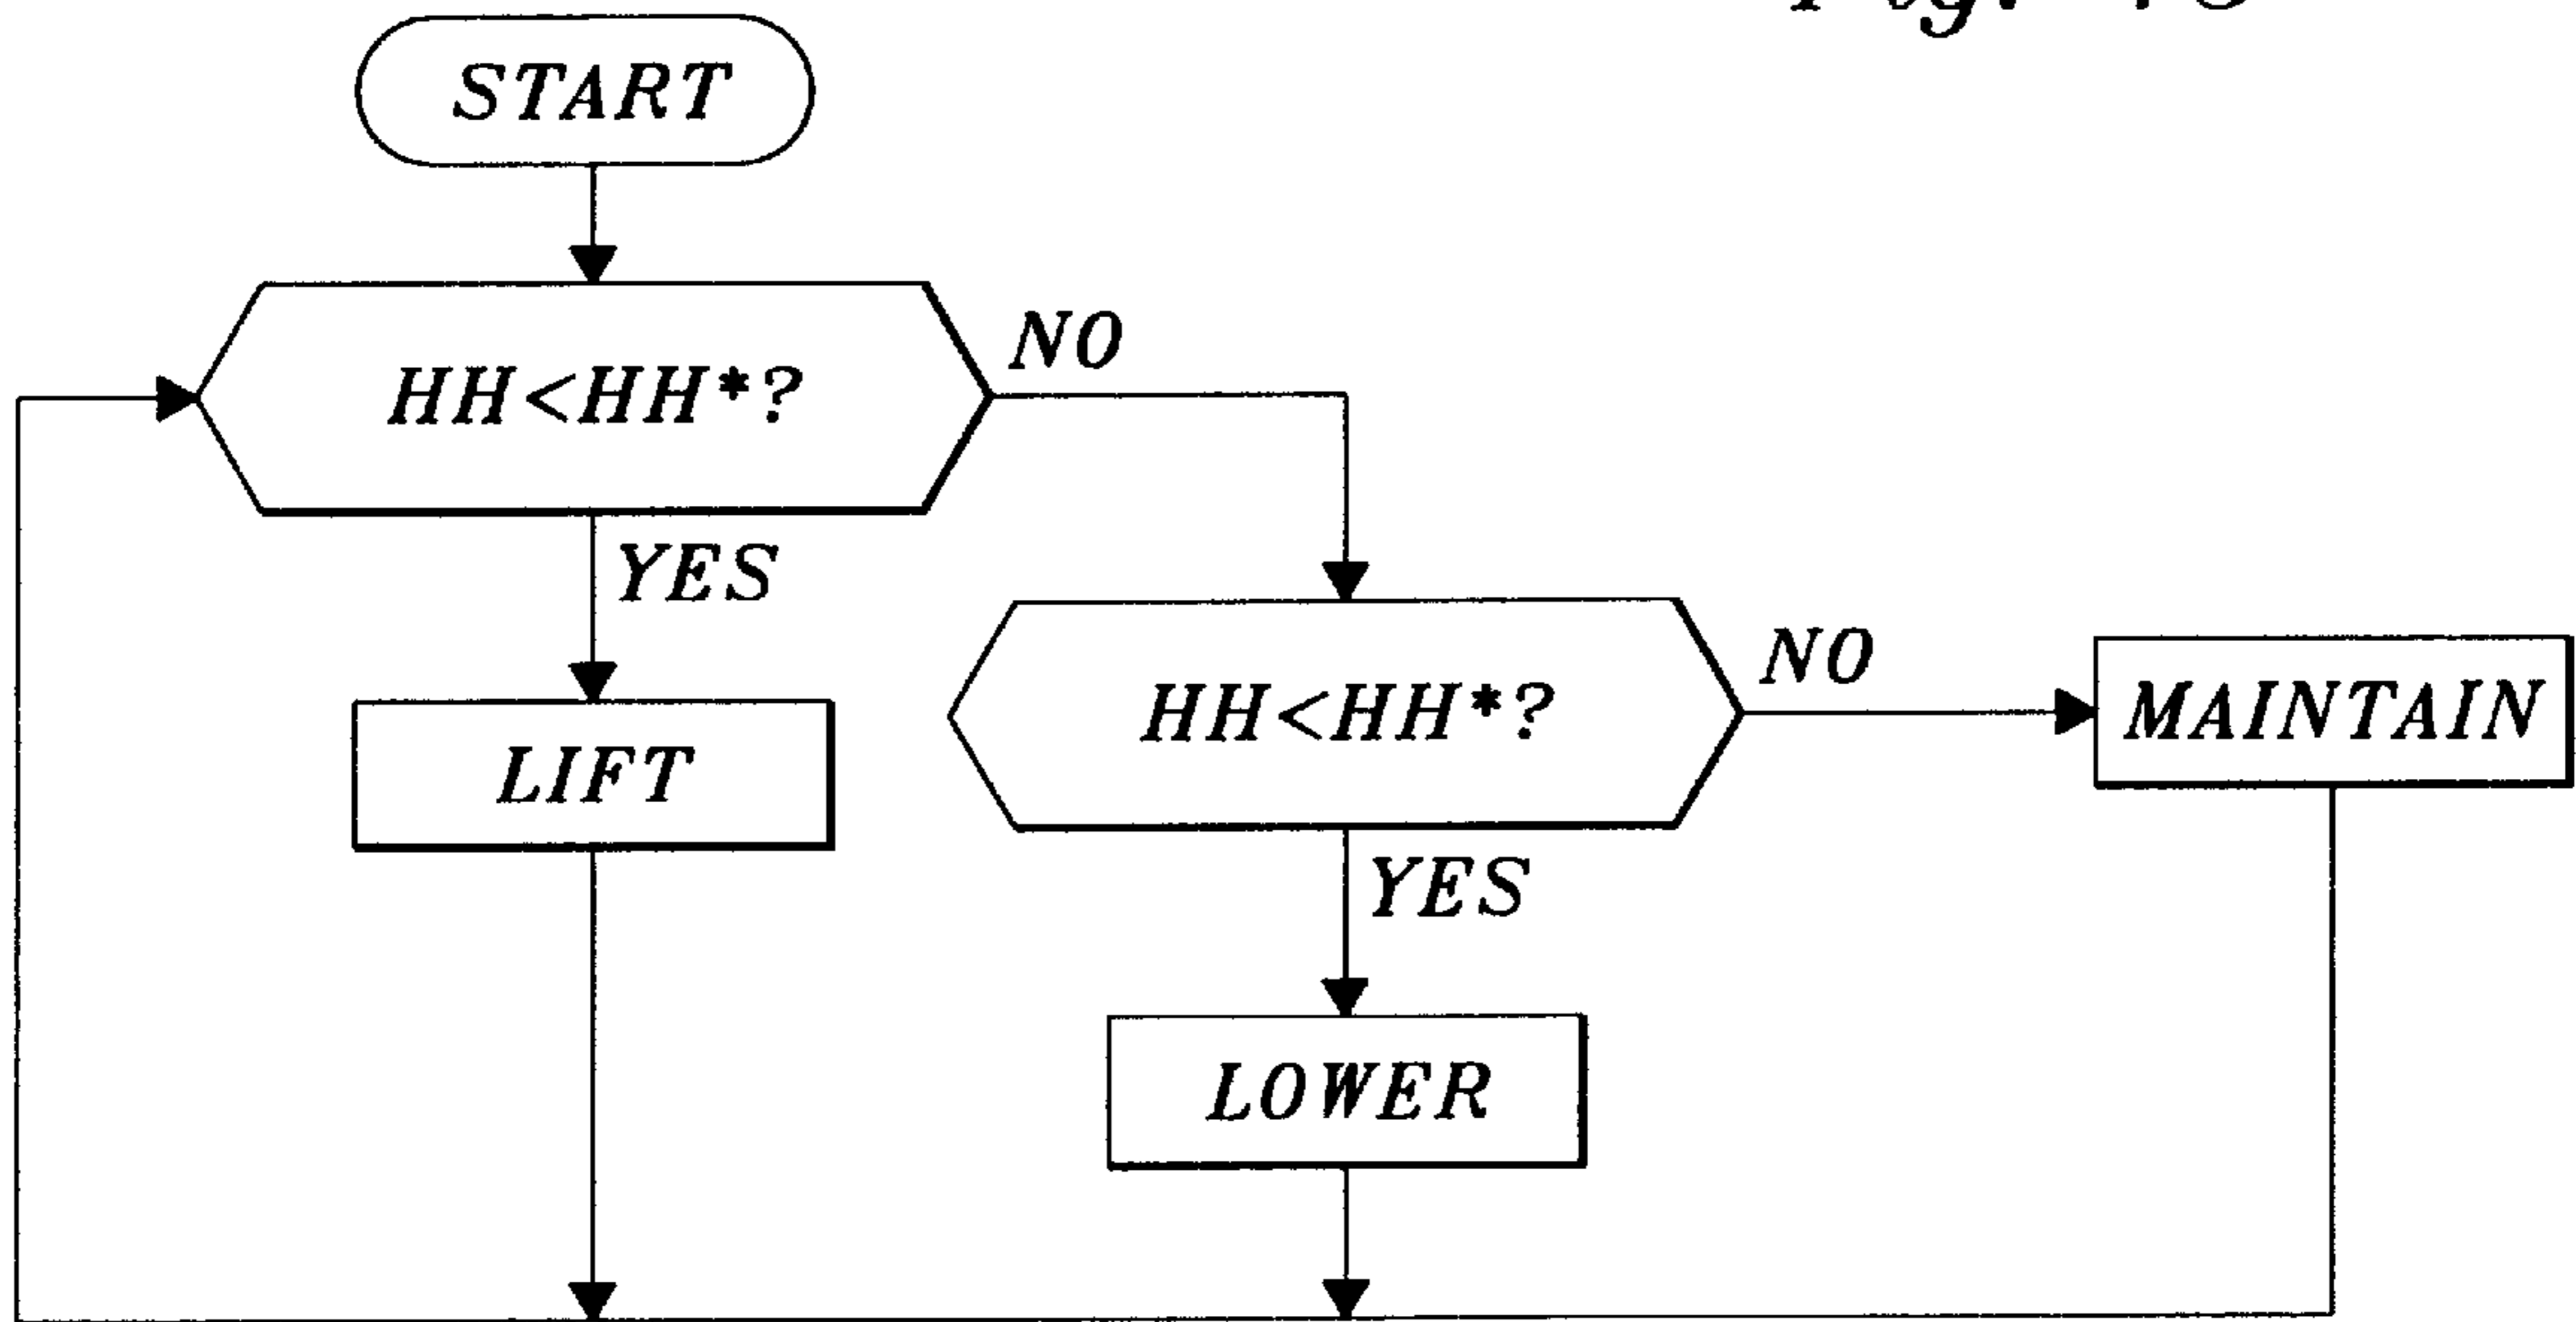 START
HH<HH*?
NO
YES
HH<HH*?
NO
MAINTAIN
LIFT
YES
LOWER